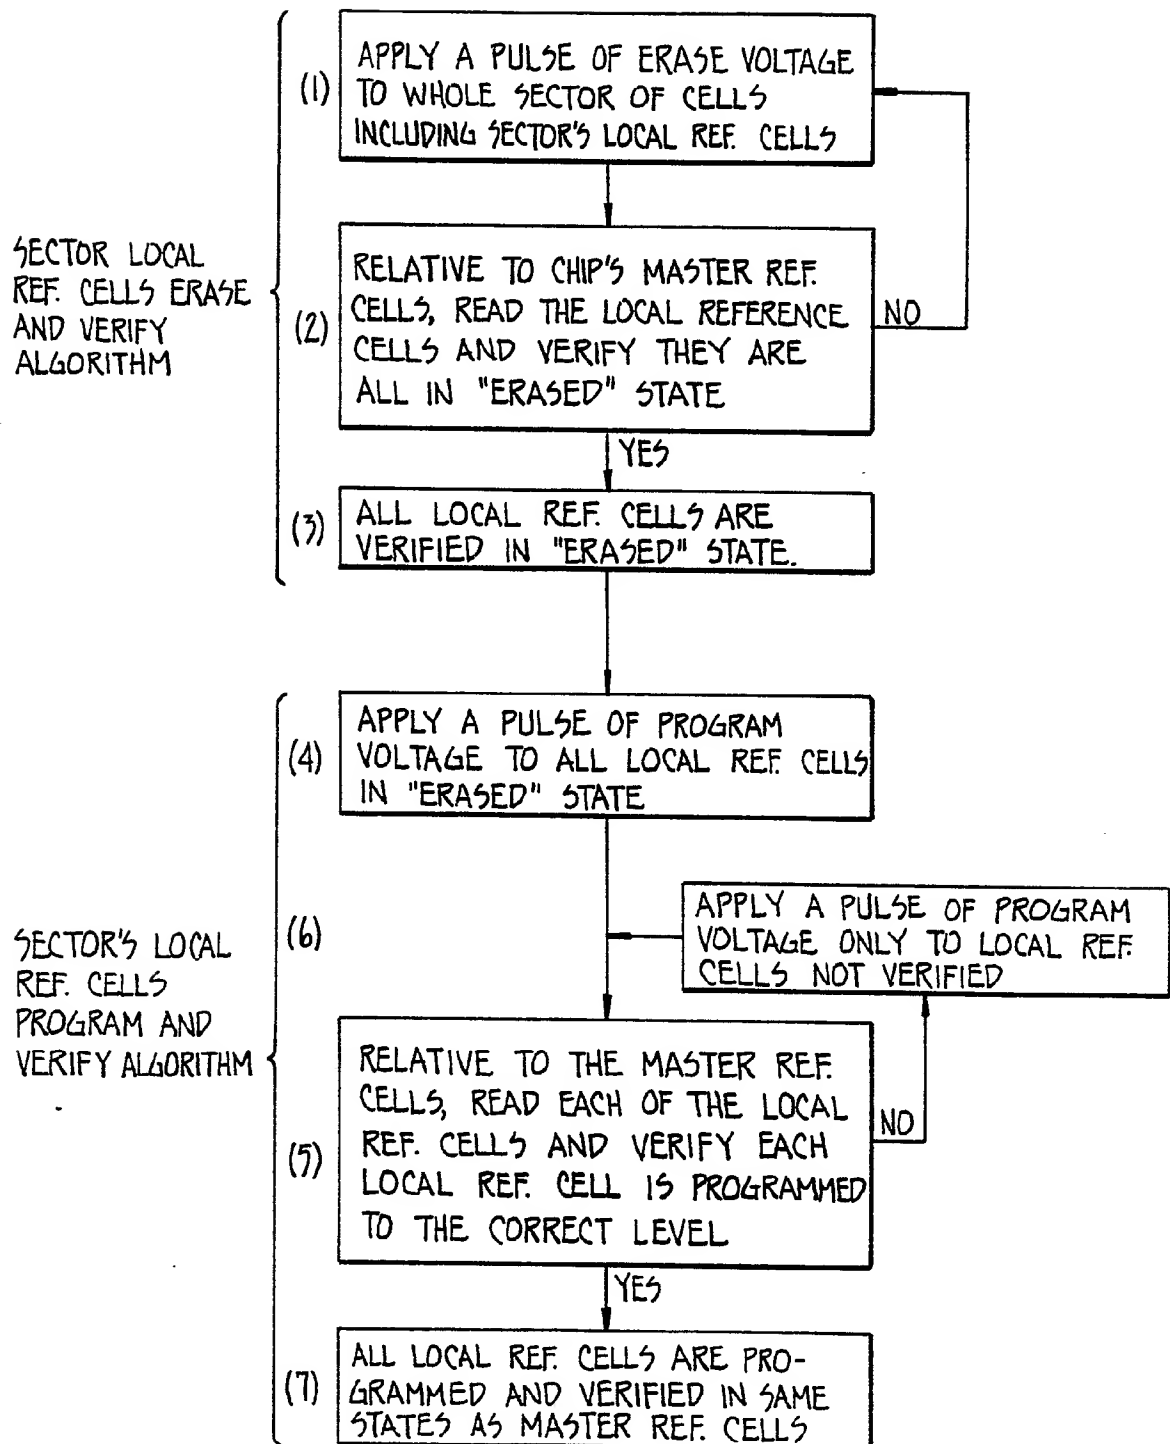 (1)
APPLY A PULSE OF ERASE VOLTAGE
TO WHOLE SECTOR OF CELLS
INCLUDING SECTOR'S LOCAL REF. CELLS
SECTOR LOCAL
REF. CELLS ERASE
AND VERIFY
ALGORITHM
(2)
RELATIVE TO CHIP'S MASTER REF.
CELLS, READ THE LOCAL REFERENCE
CELLS AND VERIFY THEY ARE
ALL IN "ERASED" STATE
NO
YES
(3)
ALL LOCAL REF. CELLS ARE
VERIFIED IN "ERASED" STATE.
(4)
APPLY A PULSE OF PROGRAM
VOLTAGE TO ALL LOCAL REF. CELLS
IN "ERASED" STATE
(6)
APPLY A PULSE OF PROGRAM
VOLTAGE ONLY TO LOCAL REF.
CELLS NOT VERIFIED
SECTOR'S LOCAL
REF. CELLS
PROGRAM AND
VERIFY ALGORITHM
(5)
RELATIVE TO THE MASTER REF.
CELLS, READ EACH OF THE LOCAL
REF. CELLS AND VERIFY EACH
LOCAL REF. CELL IS PROGRAMMED
TO THE CORRECT LEVEL
NO
YES
(7)
ALL LOCAL REF. CELLS ARE PRO-
GRAMMED AND VERIFIED IN SAME
STATES AS MASTER REF. CELLS